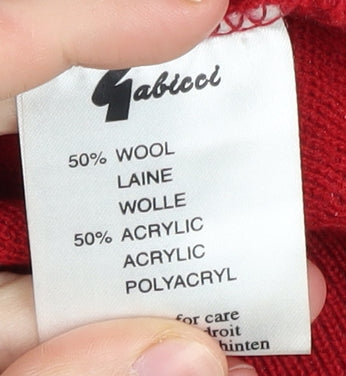 Gabicci
50% WOOL
LAINE
WOLLE
50% ACRYLIC
ACRYLIC
POLYACRYL
for care
droit
hinten